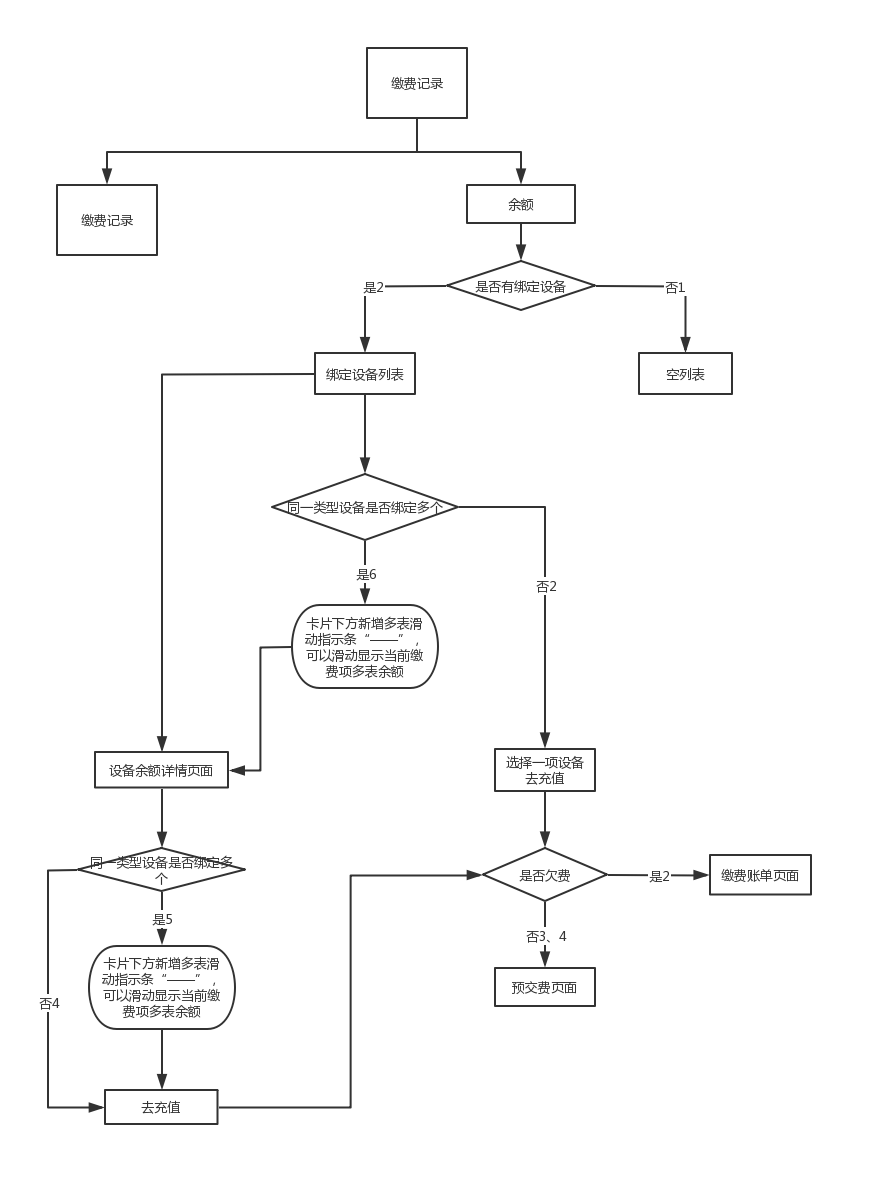 缴费记录
缴费记录
余额
是否有绑定设备
是2
否1
绑定设备列表
空列表
同一类型设备是否绑定多个
是6
否2
卡片下方新增多表滑
动指示条“——”，
可以滑动显示当前缴
费项多表余额
设备余额详情页面
选择一项设备
去充值
同一类型设备是否绑定多
个
是否欠费
是2
缴费账单页面
是5
否3、4
卡片下方新增多表滑
动指示条“——”，
可以滑动显示当前缴
费项多表余额
预交费页面
否4
去充值